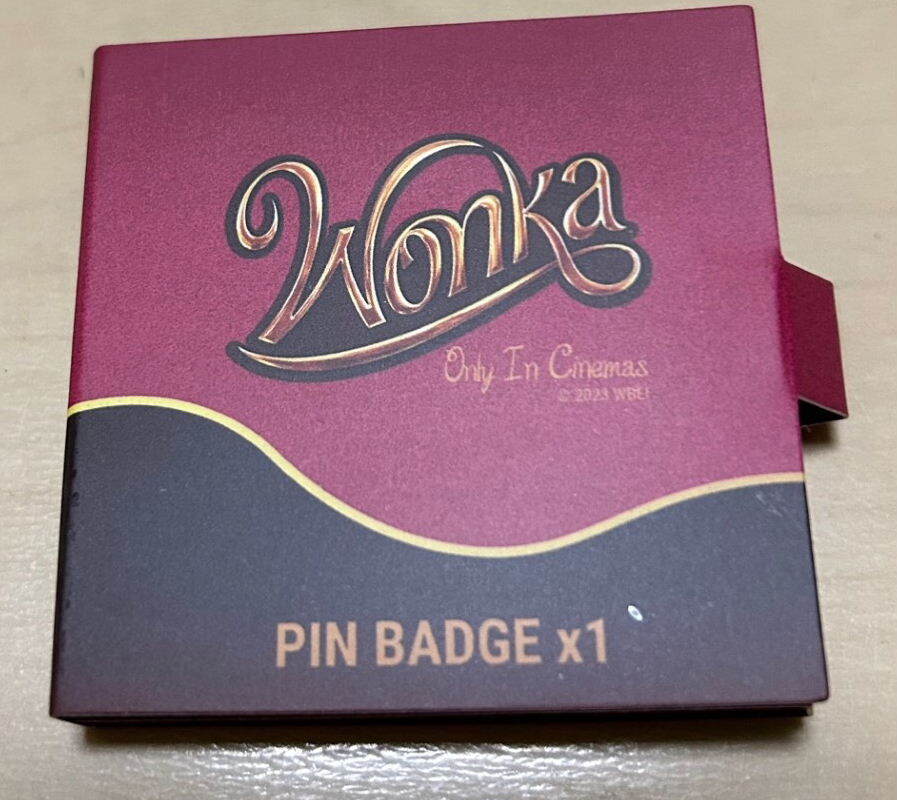 Wonka
Only In Cinemas
© 2023 WBEI
PIN BADGE x1